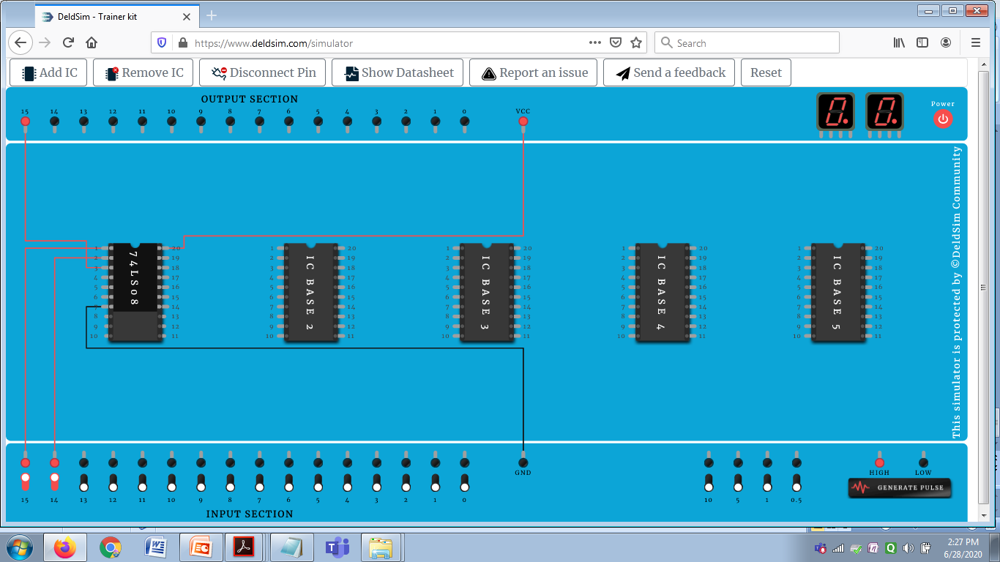 DeldSim - Trainer kit
https://www.deldsim.com/simulator
Search
Add IC
Remove IC
Disconnect Pin
Show Datasheet
Report an issue
Send a feedback
Reset
OUTPUT SECTION
15 14 13 12 11 10 9 8 7 6 5 4 3 2 1 0 VCC
Power
This simulator is protected by ©DeldSim Community
1 2 3 4 5 6 7 8 9 10
74LS08
20 19 18 17 16 15 14 13 12 11
1 2 3 4 5 6 7 8 9 10
IC BASE 2
20 19 18 17 16 15 14 13 12 11
1 2 3 4 5 6 7 8 9 10
IC BASE 3
20 19 18 17 16 15 14 13 12 11
1 2 3 4 5 6 7 8 9 10
IC BASE 4
20 19 18 17 16 15 14 13 12 11
1 2 3 4 5 6 7 8 9 10
IC BASE 5
20 19 18 17 16 15 14 13 12 11
GND
HIGH LOW
GENERATE PULSE
15 14 13 12 11 10 9 8 7 6 5 4 3 2 1 0
10 5 1 0.5
INPUT SECTION
2:27 PM
6/28/2020